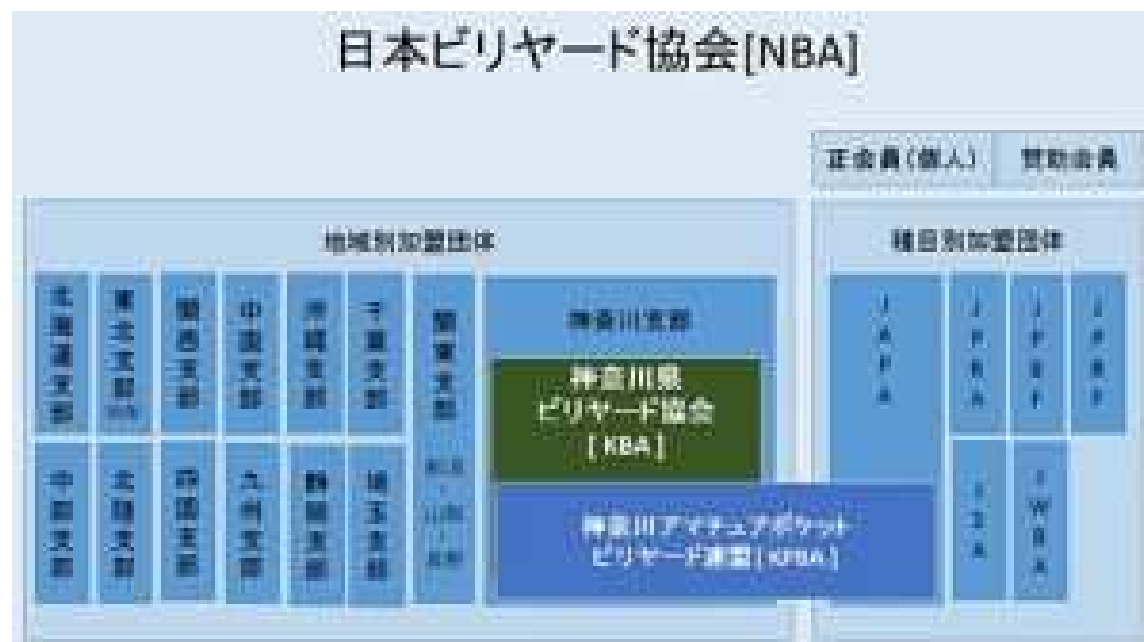 日本ビリヤード協会[NBA]
正会員(個人)
賛助会員
地域別加盟団体
種目別加盟団体
北海道支部
東北支部
関西支部
中国支部
沖縄支部
千葉支部
関東支部
神奈川支部
神奈川県
ビリヤード協会
[KBA]
中部支部
北陸支部
四国支部
九州支部
静岡支部
埼玉支部
神奈川アマチュアポケット
ビリヤード連盟[KPBA]
JAPA